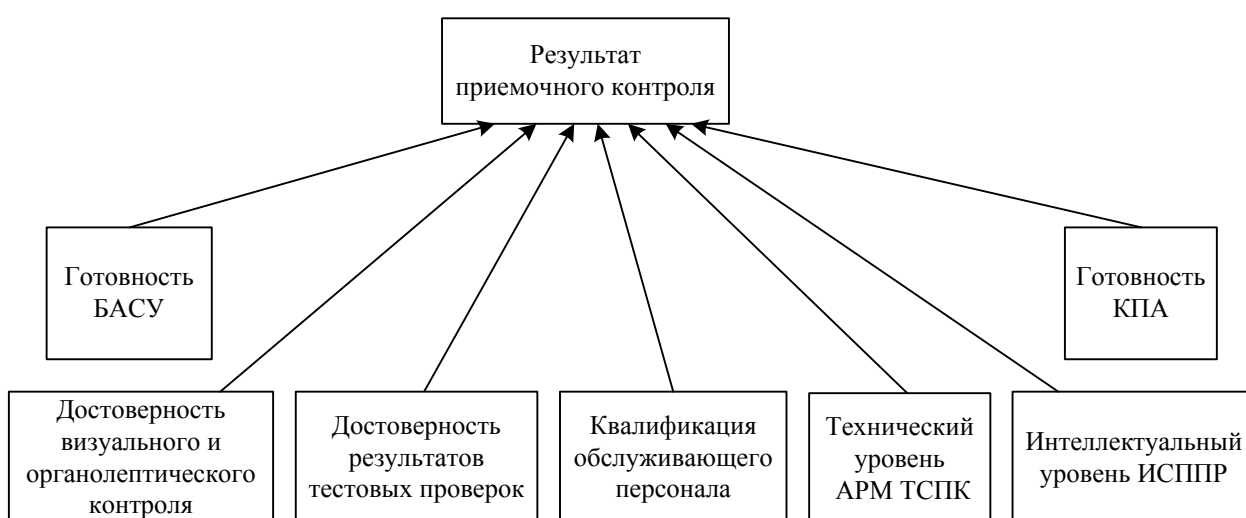 Результат
приемочного контроля
Готовность
БАСУ
Готовность
КПА
Достоверность
визуального и
органолептического
контроля
Достоверность
результатов
тестовых проверок
Квалификация
обслуживающего
персонала
Технический
уровень
АРМ ТСПК
Интеллектуальный
уровень ИСППР